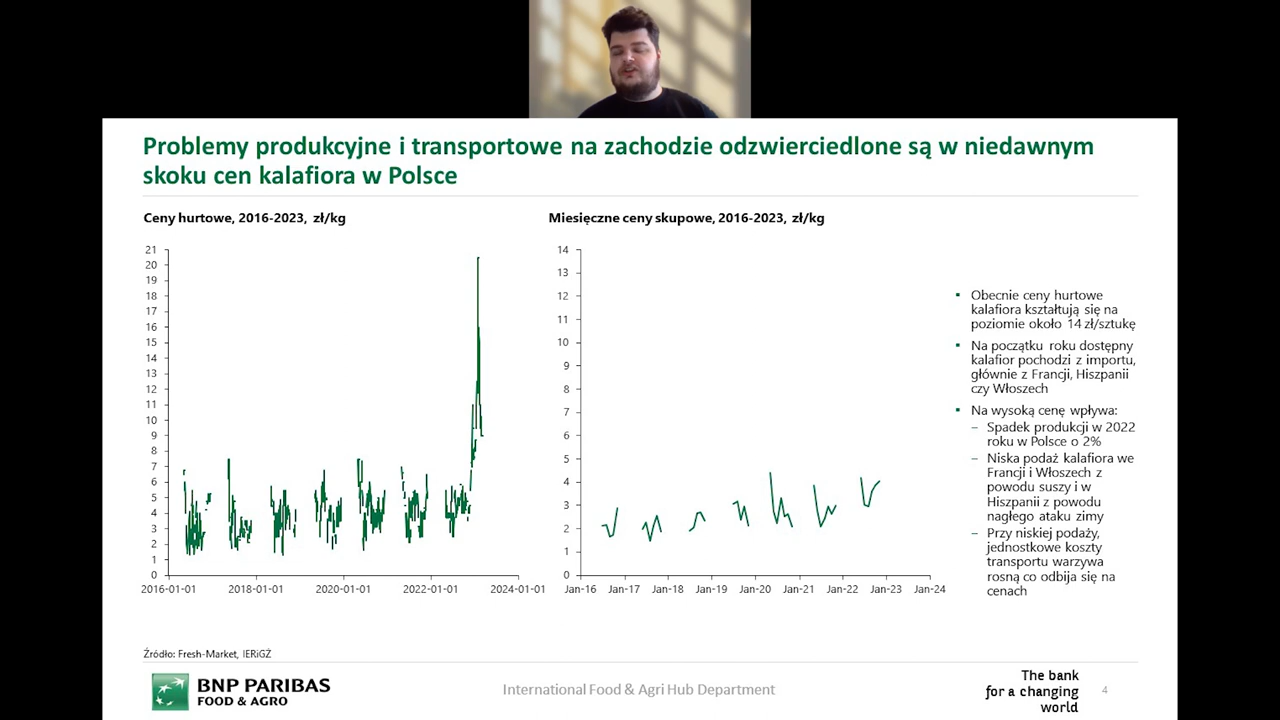 Problemy produkcyjne i transportowe na zachodzie odzwierciedlone są w niedawnym
skoku cen kalafiora w Polsce
Ceny hurtowe, 2016-2023, zł/kg
21
20
19
18
17
16
15
14
13
12
11
10
9
8
7
6
5
4
3
2
1
0
2016-01-01 2018-01-01 2020-01-01 2022-01-01 2024-01-01
Miesięczne ceny skupowe, 2016-2023, zł/kg
14
13
12
11
10
9
8
7
6
5
4
3
2
1
0
Jan-16 Jan-17 Jan-18 Jan-19 Jan-20 Jan-21 Jan-22 Jan-23 Jan-24
▪ Obecnie ceny hurtowe
kalafiora kształtują się na
poziomie około 14 zł/sztukę
▪ Na początku roku dostępny
kalafior pochodzi z importu,
głównie z Francji, Hiszpanii
czy Włoszech
▪ Na wysoką cenę wpływa:
– Spadek produkcji w 2022
roku w Polsce o 2%
– Niska podaż kalafiora we
Francji i Włoszech z
powodu suszy i w
Hiszpanii z powodu
nagłego ataku zimy
– Przy niskiej podaży,
jednostkowe koszty
transportu warzywa
rosną co odbija się na
cenach
Źródło: Fresh-Market, IERiGŻ
BNP PARIBAS
FOOD & AGRO
International Food & Agri Hub Department
The bank
for a changing
world
4